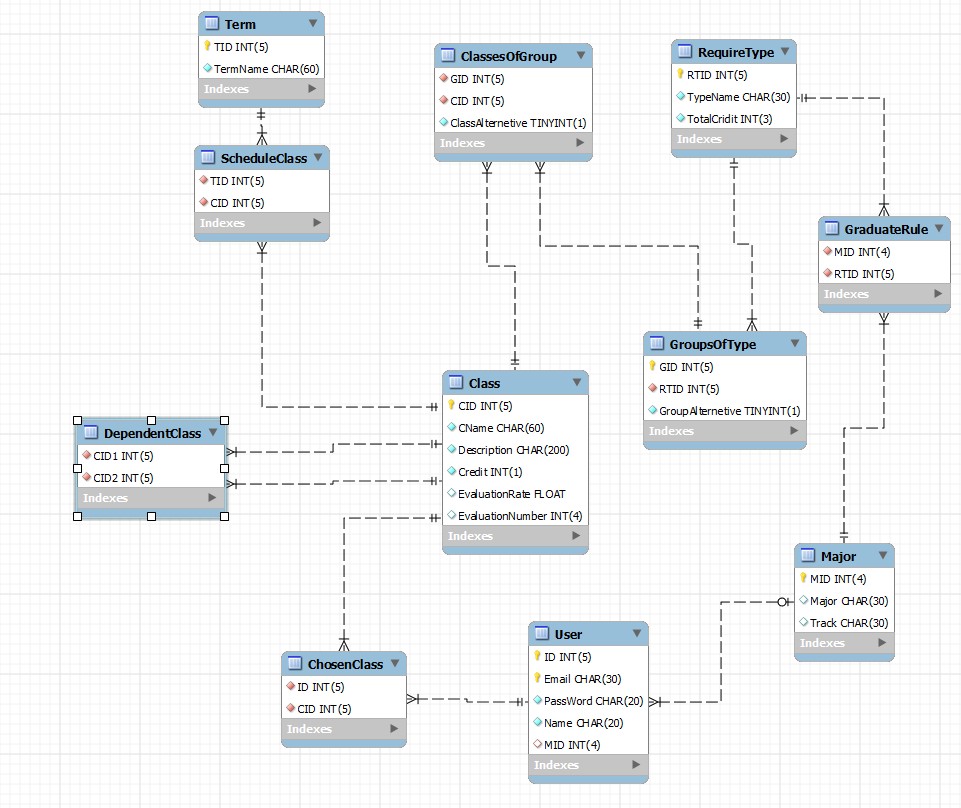 Term
TID INT(5)
TermName CHAR(60)
Indexes
ScheduleClass
TID INT(5)
CID INT(5)
Indexes
ClassesOfGroup
GID INT(5)
CID INT(5)
ClassAlternetive TINYINT(1)
Indexes
RequireType
RTID INT(5)
TypeName CHAR(30)
TotalCridit INT(3)
Indexes
GraduateRule
MID INT(4)
RTID INT(5)
Indexes
GroupsOfType
GID INT(5)
RTID INT(5)
GroupAlternetive TINYINT(1)
Indexes
Class
CID INT(5)
CName CHAR(60)
Description CHAR(200)
Credit INT(1)
EvaluationRate FLOAT
EvaluationNumber INT(4)
Indexes
DependentClass
CID1 INT(5)
CID2 INT(5)
Indexes
Major
MID INT(4)
Major CHAR(30)
Track CHAR(30)
Indexes
User
ID INT(5)
Email CHAR(30)
PassWord CHAR(20)
Name CHAR(20)
MID INT(4)
Indexes
ChosenClass
ID INT(5)
CID INT(5)
Indexes